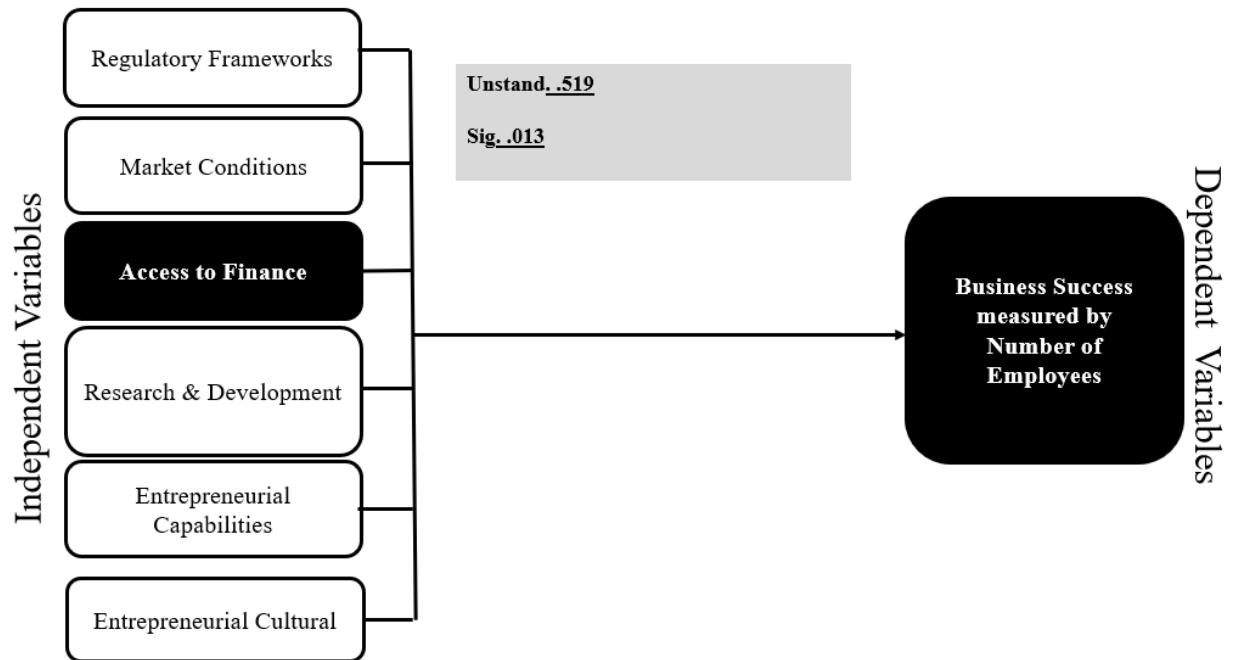 Independent Variables
Regulatory Frameworks
Market Conditions
Access to Finance
Research & Development
Entrepreneurial
Capabilities
Entrepreneurial Cultural
Unstand. .519
Sig. .013
Business Success
measured by
Number of
Employees
Dependent Variables